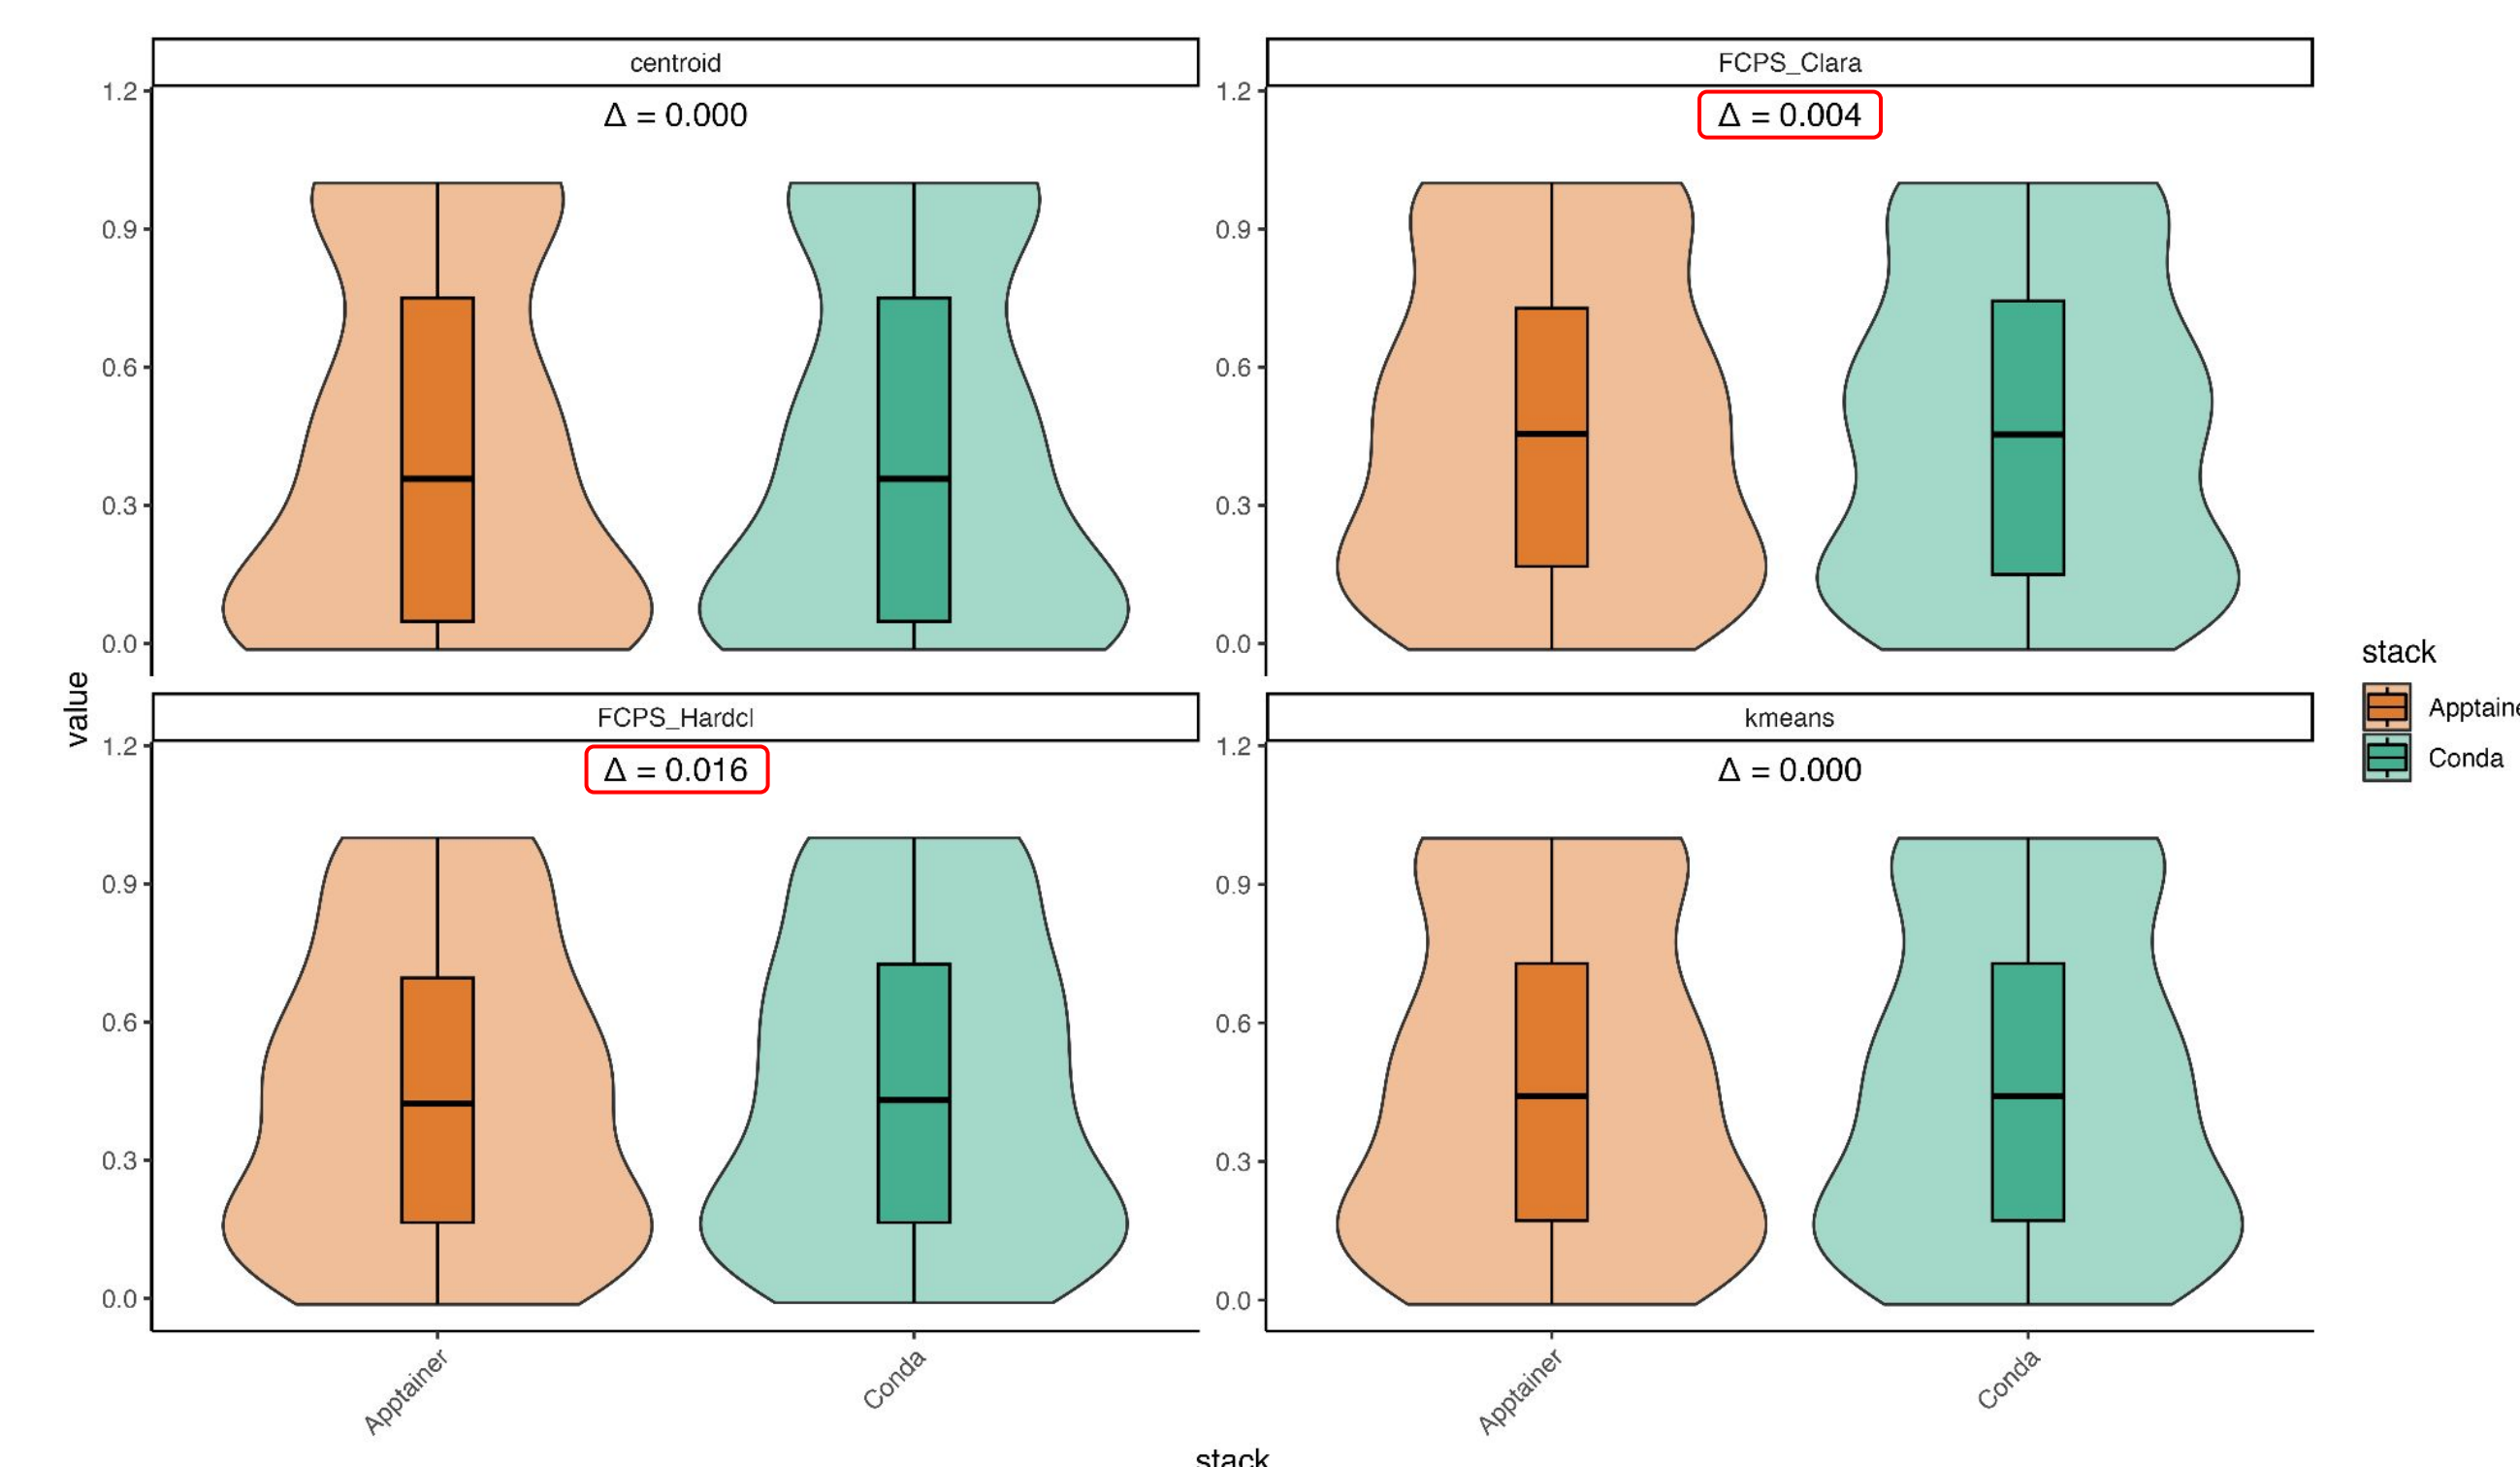 centroid
Δ = 0.000
1.2
0.9
0.6
0.3
0.0
FCPS_Clara
Δ = 0.004
1.2
0.9
0.6
0.3
0.0
value
FCPS_Hardcl
Δ = 0.016
1.2
0.9
0.6
0.3
0.0
Apptainer
Conda
kmeans
Δ = 0.000
1.2
0.9
0.6
0.3
0.0
Apptainer
Conda
stack
stack
Apptaine
Conda